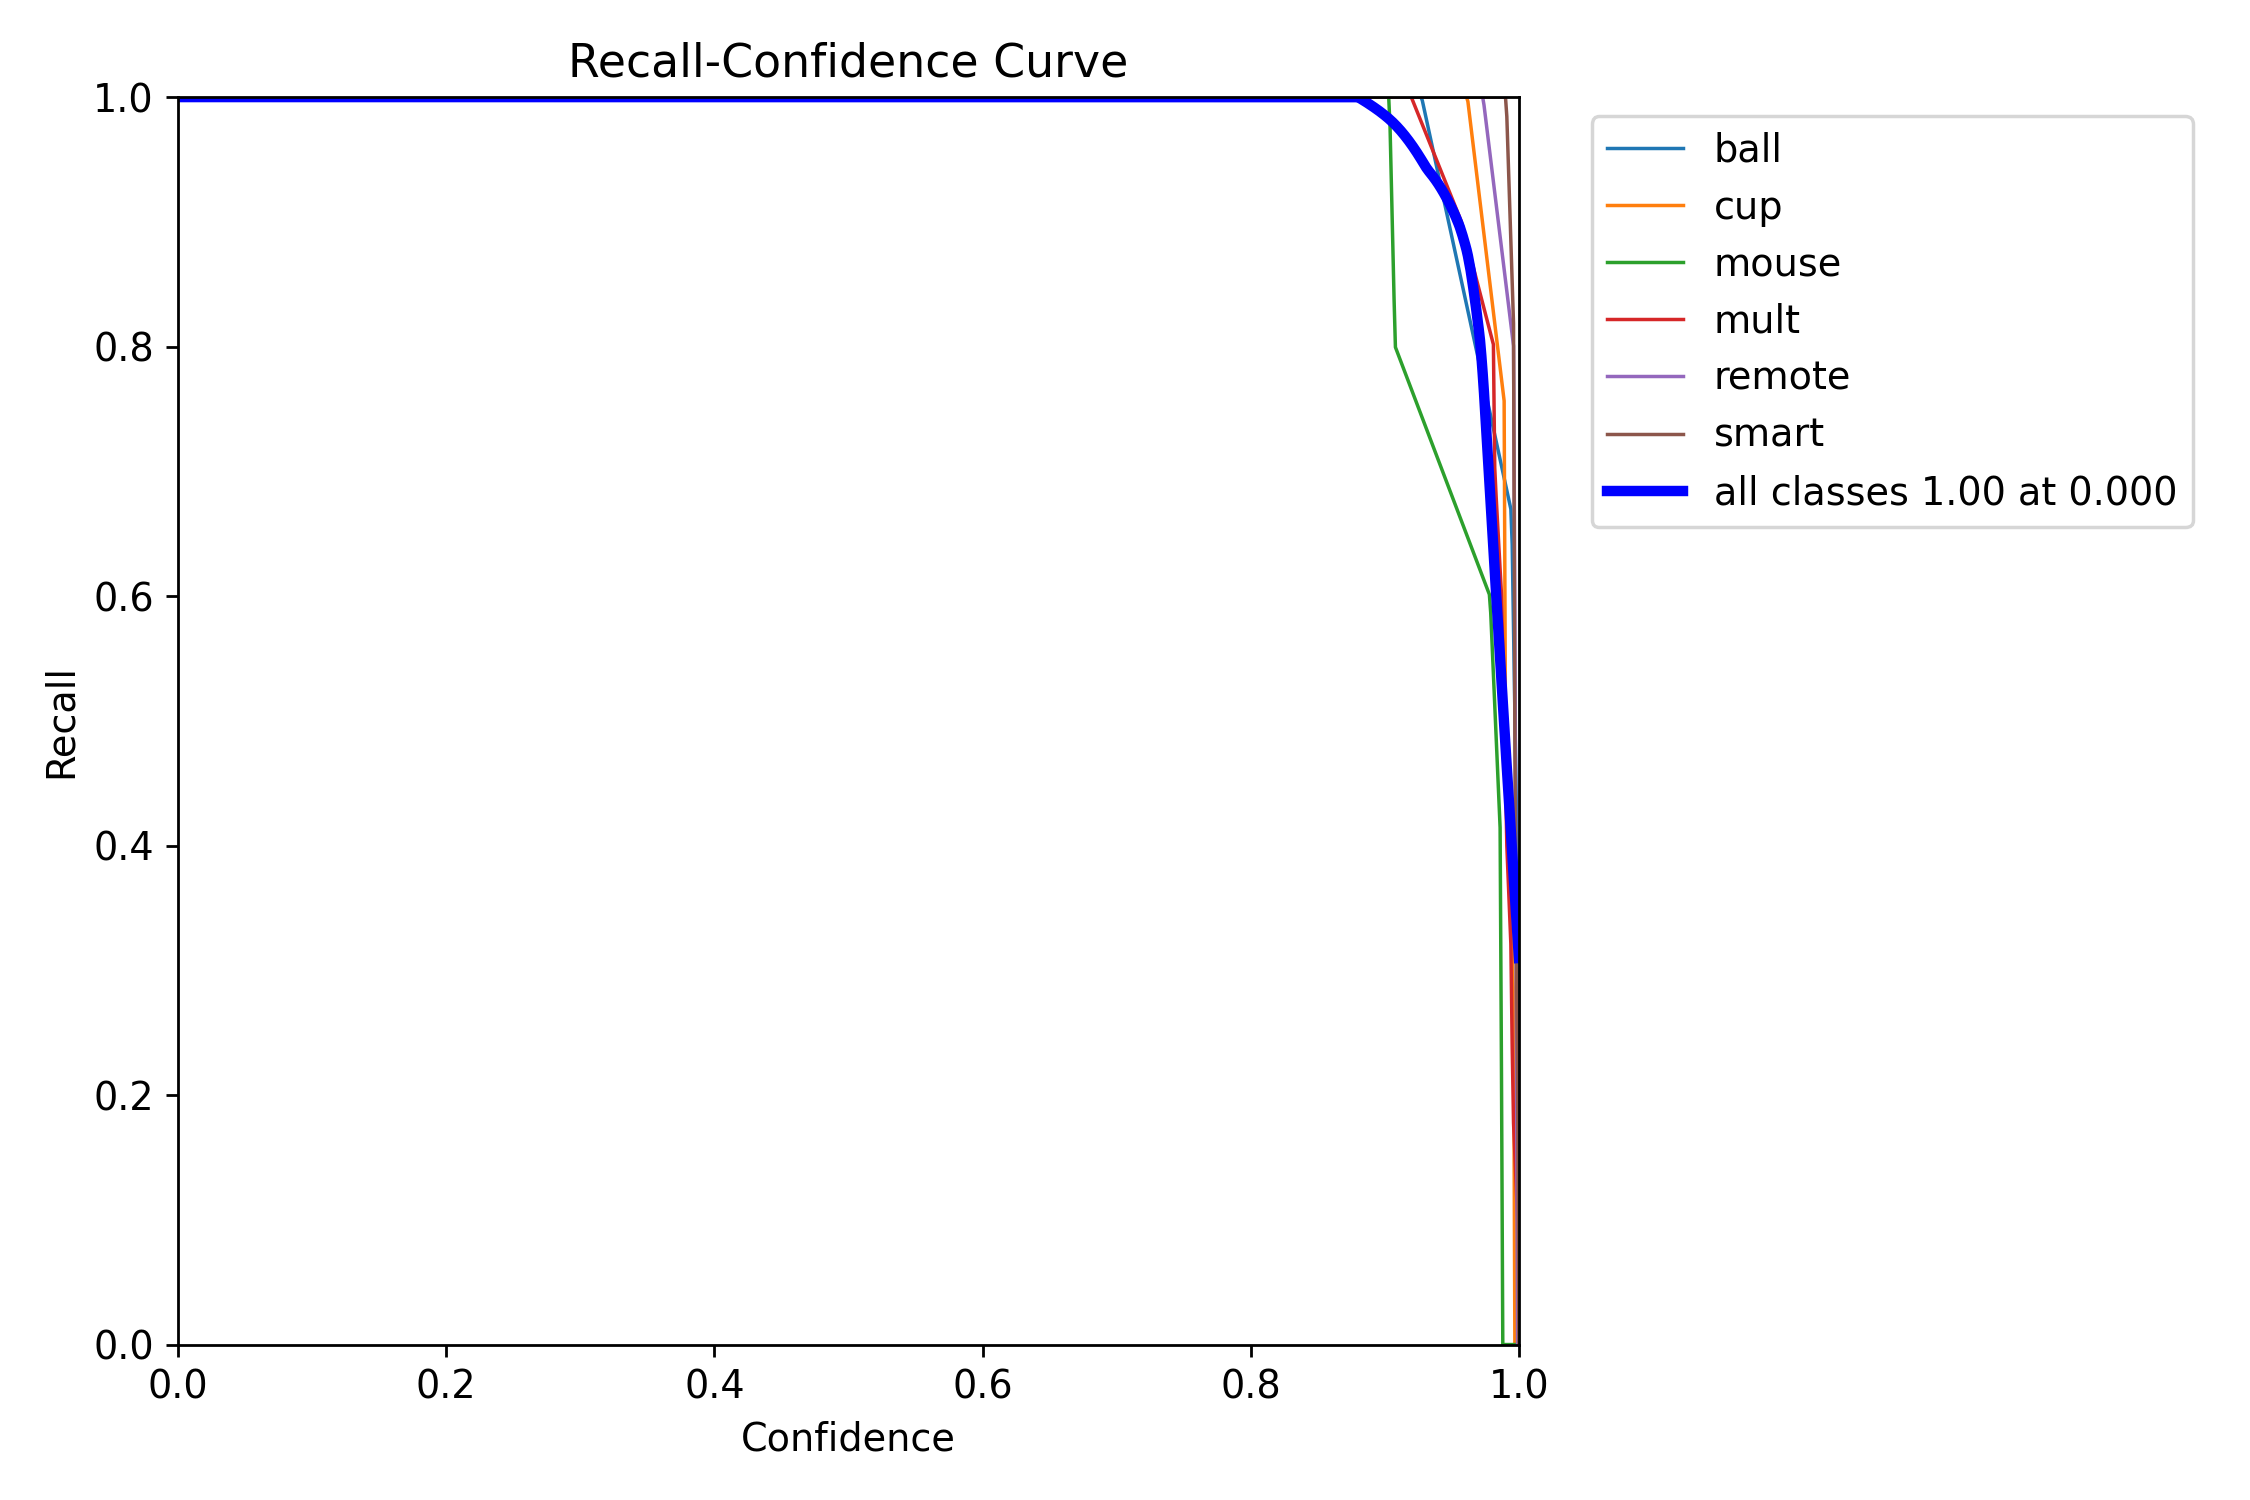 Recall-Confidence Curve
1.0
0.8
0.6
0.4
0.2
0.0
Recall
0.0 0.2 0.4 0.6 0.8 1.0
Confidence
ball
cup
mouse
mult
remote
smart
all classes 1.00 at 0.000